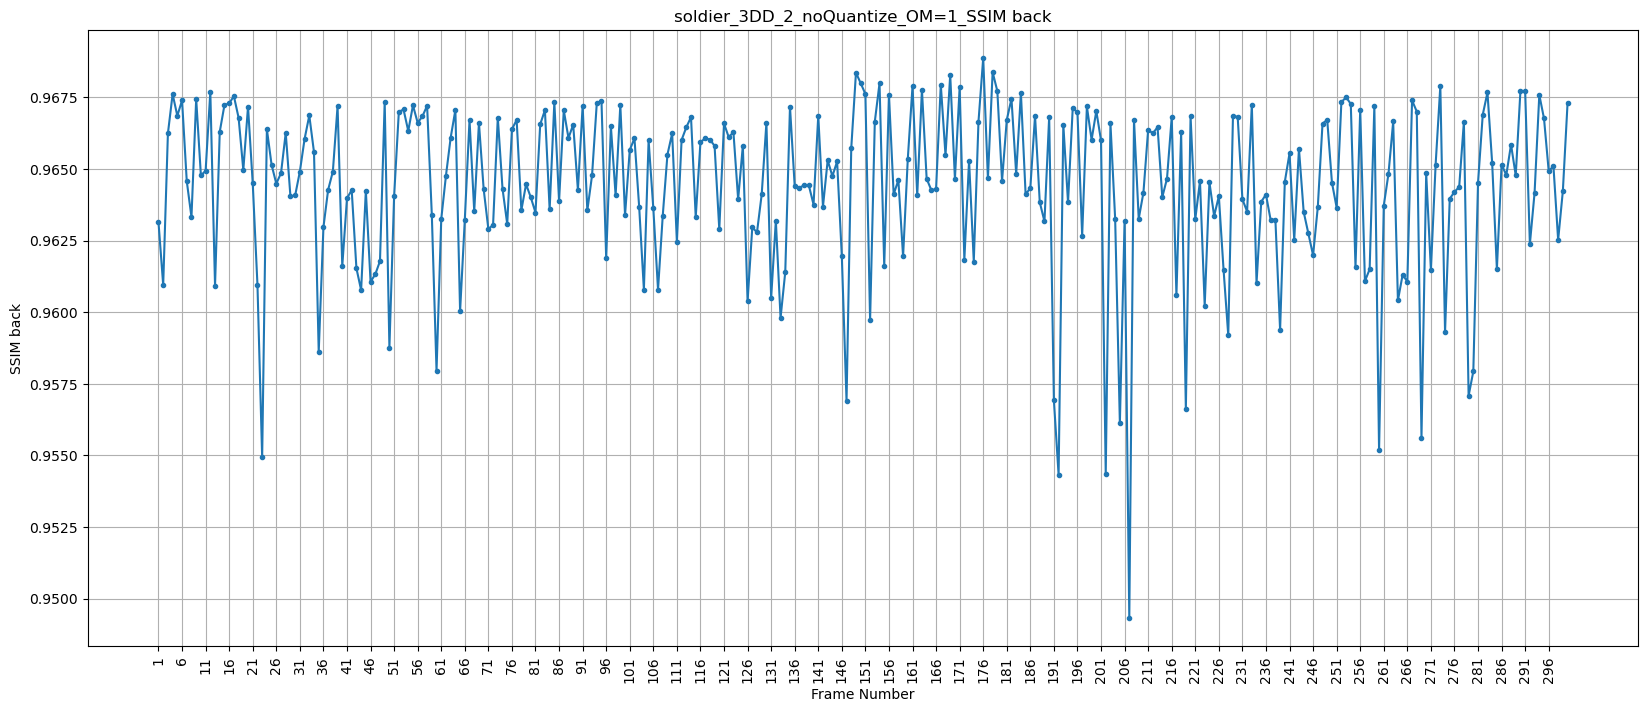 soldier_3DD_2_noQuantize_OM=1_SSIM back
SSIM back
0.9675
0.9650
0.9625
0.9600
0.9575
0.9550
0.9525
0.9500
1 6 11 16 21 26 31 36 41 46 51 56 61 66 71 76 81 86 91 96 101 106 111 116 121 126 131 136 141 146 151 156 161 166 171 176 181 186 191 196 201 206 211 216 221 226 231 236 241 246 251 256 261 266 271 276 281 286 291 296
Frame Number